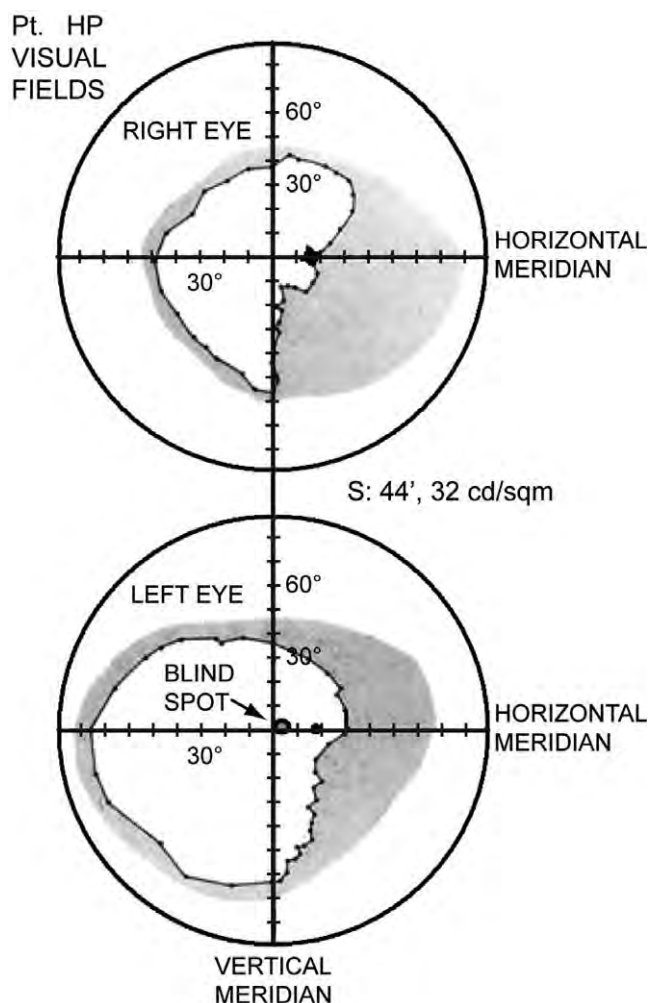 Pt. HP
VISUAL
FIELDS
RIGHT EYE
60°
30°
30°
HORIZONTAL
MERIDIAN
S: 44', 32 cd/sqm
LEFT EYE
60°
30°
BLIND
SPOT
30°
HORIZONTAL
MERIDIAN
VERTICAL
MERIDIAN